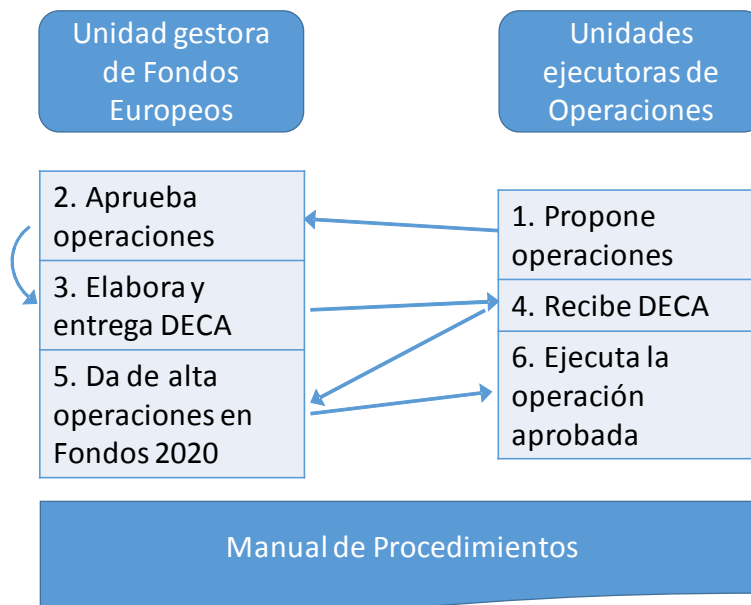 Unidad gestora
de Fondos
Europeos
Unidades
ejecutoras de
Operaciones
2. Aprueba
operaciones
3. Elabora y
entrega DECA
5. Da de alta
operaciones en
Fondos 2020
1. Propone
operaciones
4. Recibe DECA
6. Ejecuta la
operación
aprobada
Manual de Procedimientos